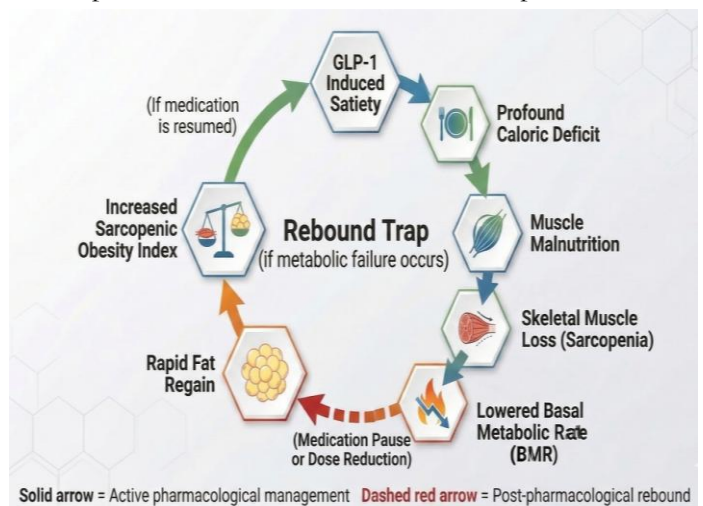 GLP-1
Induced
Satiety
Profound
Caloric Deficit
Muscle
Malnutrition
Skeletal Muscle
Loss (Sarcopenia)
Lowered Basal
Metabolic Rate
(BMR)
(Medication Pause
or Dose Reduction)
Rapid Fat
Regain
Increased
Sarcopenic
Obesity Index
(If medication
is resumed)
Rebound Trap
(if metabolic failure occurs)
Solid arrow = Active pharmacological management Dashed red arrow = Post-pharmacological rebound